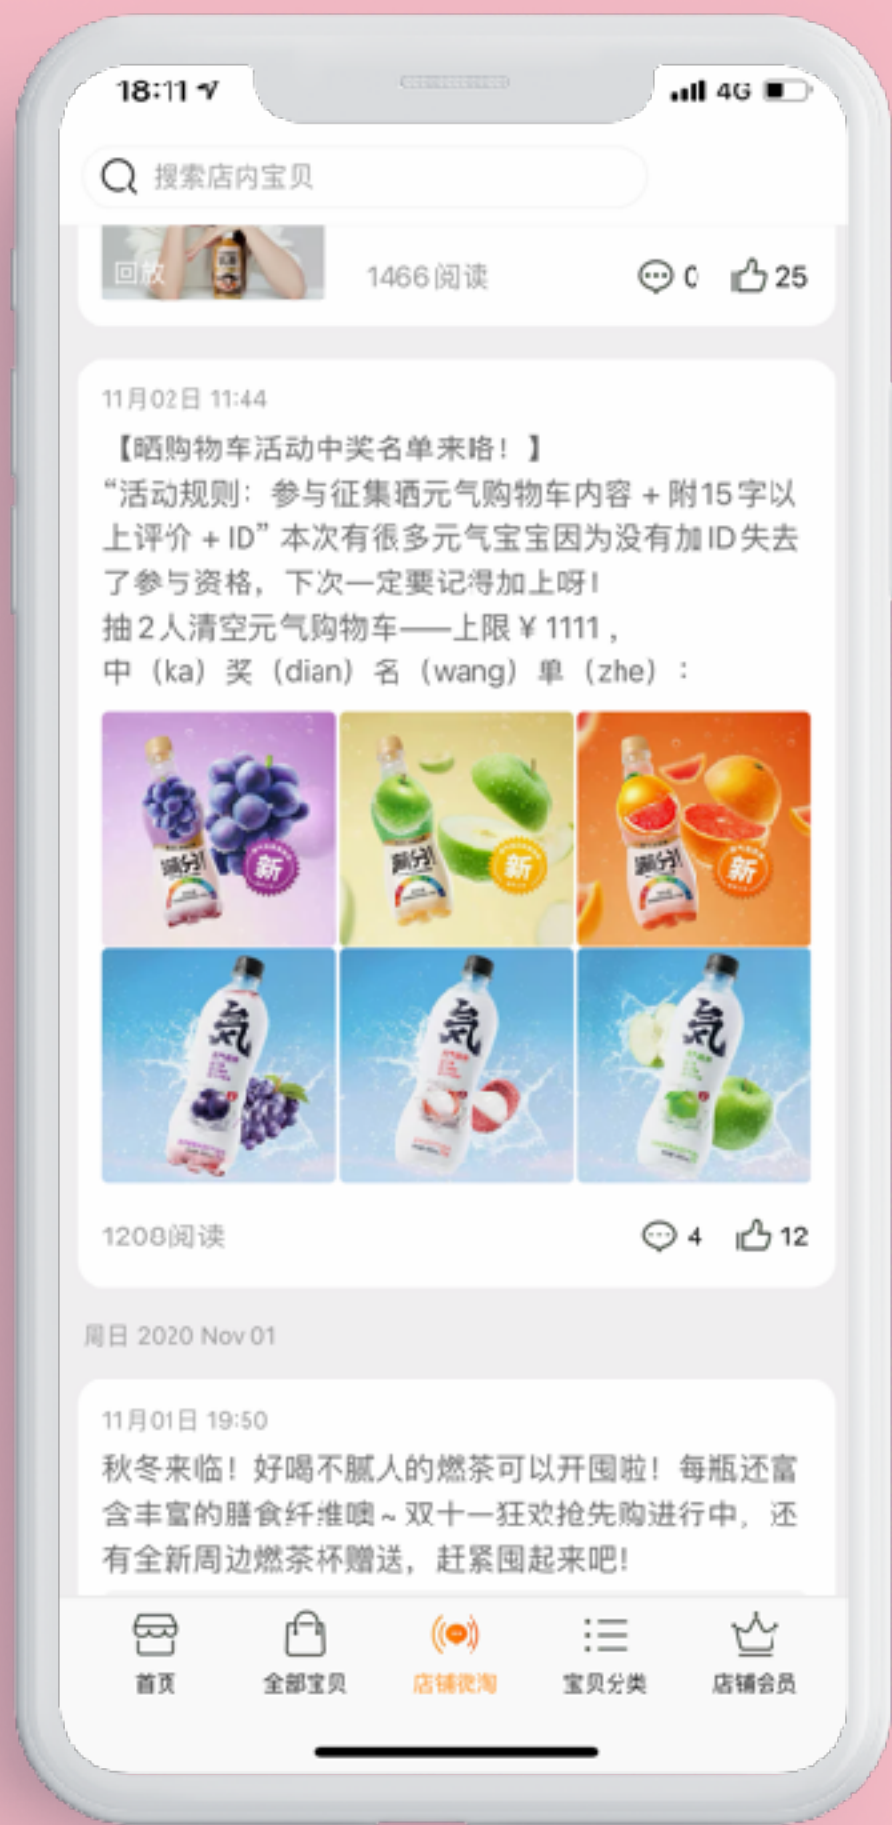 18:11
4G
搜索店内宝贝
回放
1466阅读
0
25
11月02日 11:44
【晒购物车活动中奖名单来咯！】
“活动规则：参与征集晒元气购物车内容 + 附15字以
上评价 + ID” 本次有很多元气宝宝因为没有加ID失去
了参与资格，下次一定要记得加上呀！
抽2人清空元气购物车——上限¥ 1111，
中（ka）奖（dian）名（wang）单（zhe）：
满分！
新
满分！
新
满分！
新
氣
氣
氣
1208阅读
4
12
周日 2020 Nov 01
11月01日 19:50
秋冬来临！好喝不腻人的燃茶可以开囤啦！每瓶还富
含丰富的膳食纤维噢~双十一狂欢抢先购进行中，还
有全新周边燃茶杯赠送，赶紧囤起来吧！
首页
全部宝贝
店铺微淘
宝贝分类
店铺会员